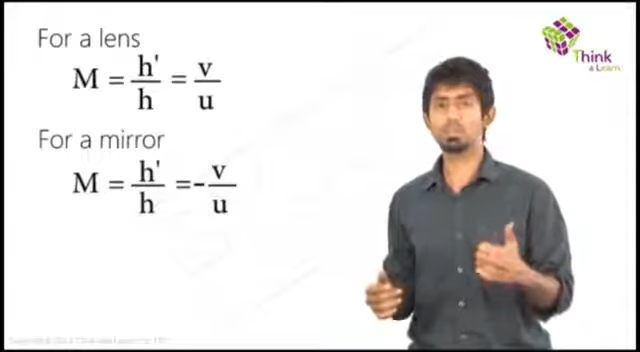 For a lens
M = h'/h = v/u
For a mirror
M = h'/h = - v/u
Think
a Learn